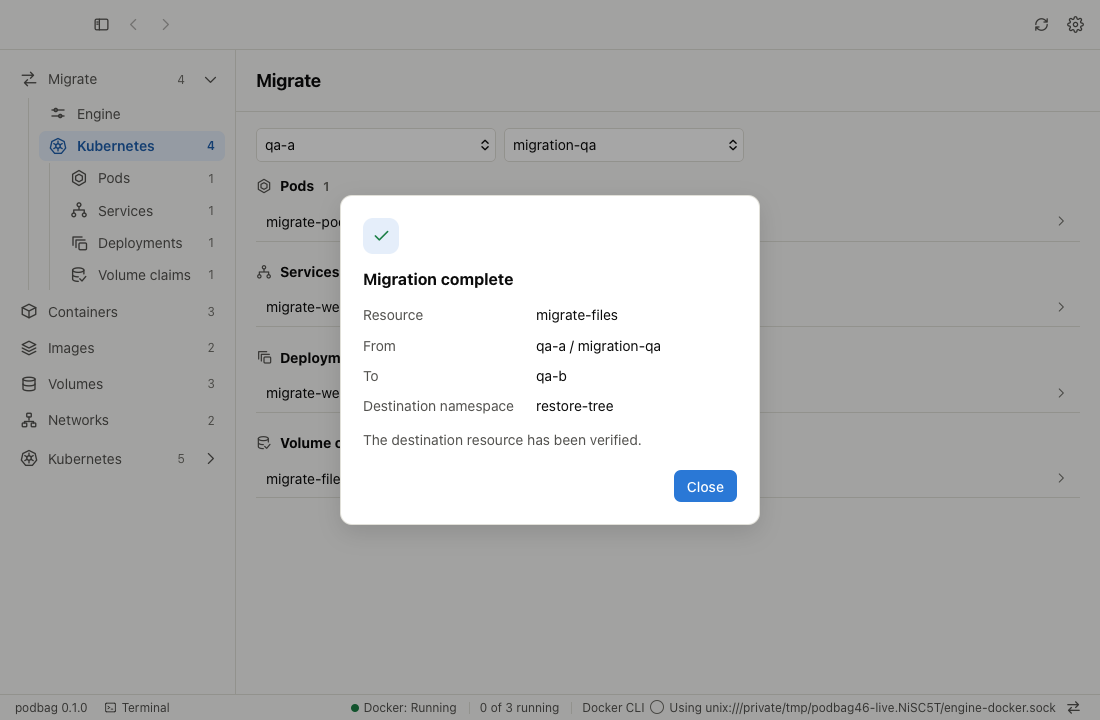 Migrate
Migrate 4
Engine
Kubernetes 4
Pods 1
Services 1
Deployments 1
Volume claims 1
Containers 3
Images 2
Volumes 3
Networks 2
Kubernetes 5
qa-a
migration-qa
Pods 1
migrate-po
Services
migrate-we
Deploym
migrate-we
Volume c
migrate-file
Migration complete
Resource migrate-files
From qa-a / migration-qa
To qa-b
Destination namespace restore-tree
The destination resource has been verified.
Close
podbag 0.1.0 Terminal Docker: Running 0 of 3 running Docker CLI Using unix:///private/tmp/podbag46-live.NiSC5T/engine-docker.sock